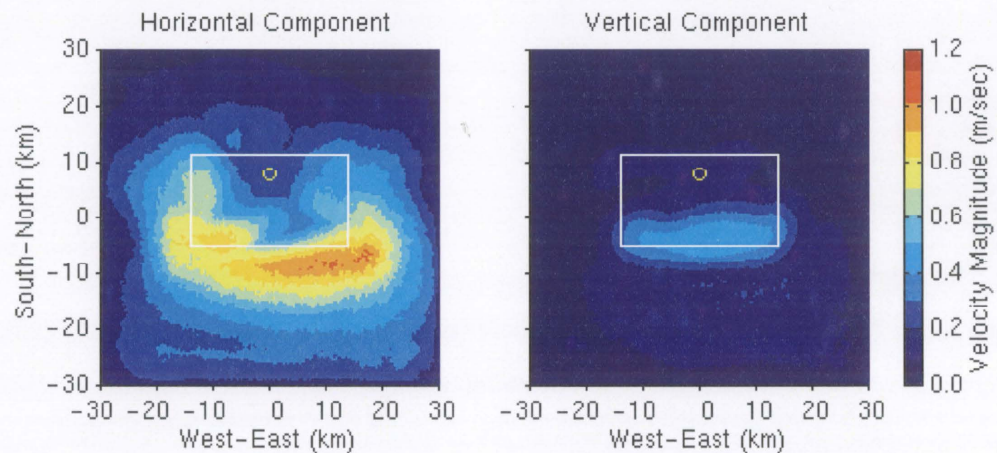 Horizontal Component
Vertical Component
South-North (km)
30
20
10
0
-10
-20
-30
-30 -20 -10 0 10 20 30
West-East (km)
-30 -20 -10 0 10 20 30
West-East (km)
1.2
1.0
0.8
0.6
0.4
0.2
0.0
Velocity Magnitude (m/sec)